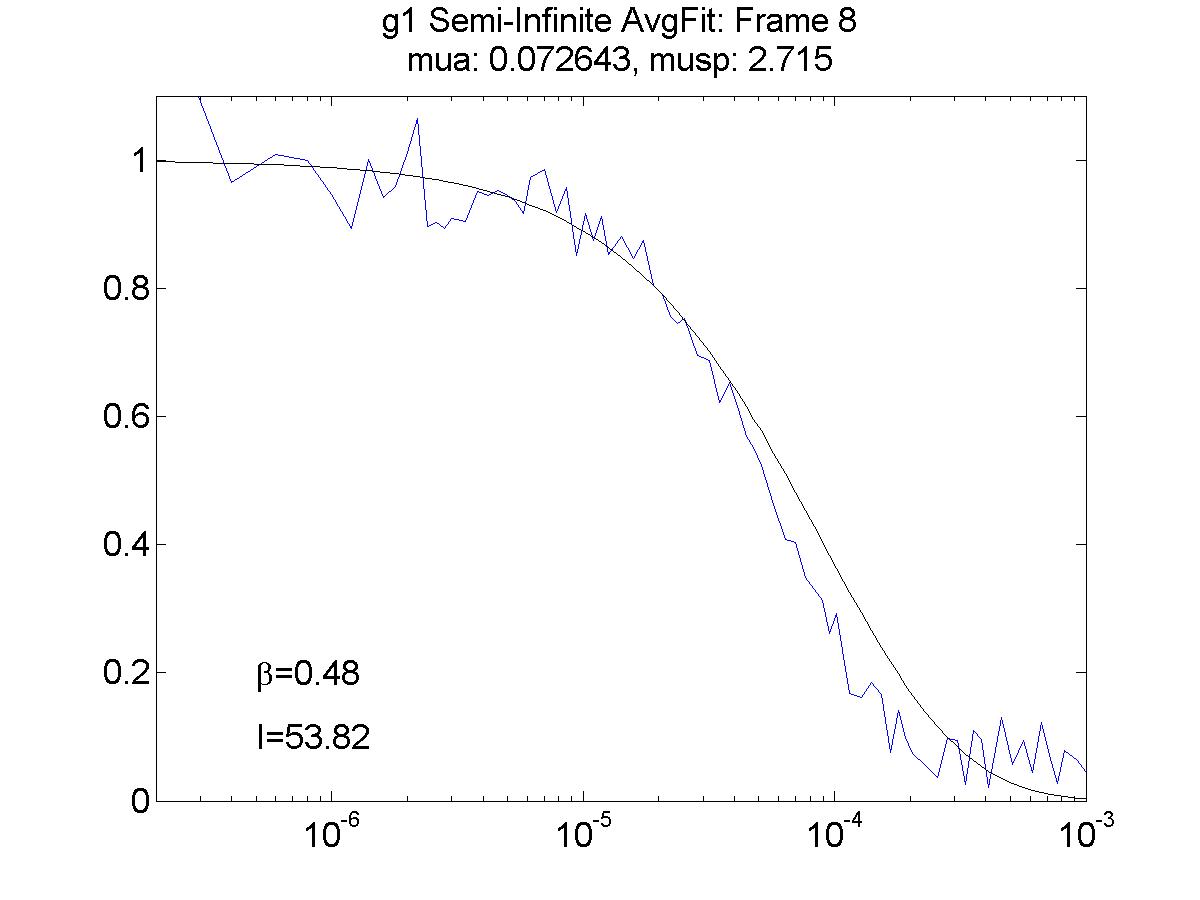 g1 Semi-Infinite AvgFit: Frame 8
mua: 0.072643, musp: 2.715
1
0.8
0.6
0.4
0.2
0
β=0.48
I=53.82
10^-6
10^-5
10^-4
10^-3